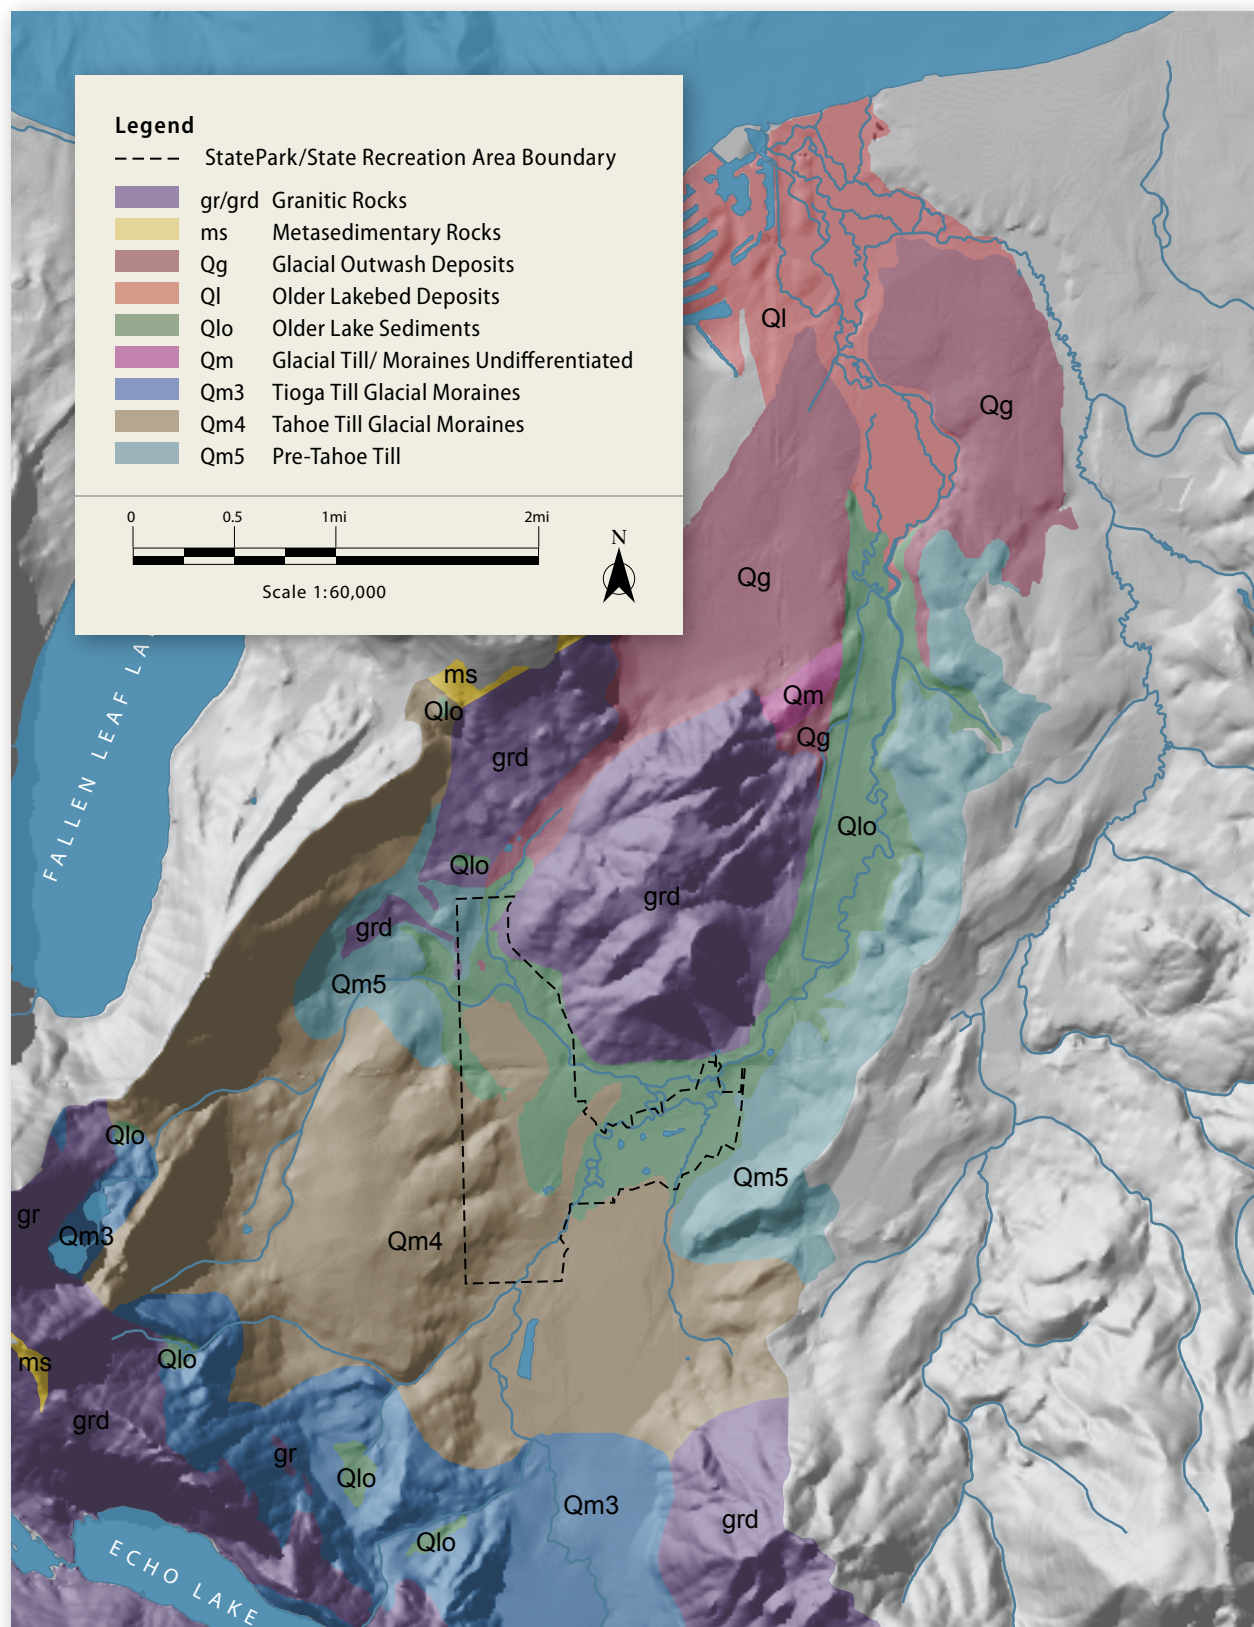 Legend
StatePark/State Recreation Area Boundary
gr/grd Granitic Rocks
ms Metasedimentary Rocks
Qg Glacial Outwash Deposits
Ql Older Lakebed Deposits
Qlo Older Lake Sediments
Qm Glacial Till/ Moraines Undifferentiated
Qm3 Tioga Till Glacial Moraines
Qm4 Tahoe Till Glacial Moraines
Qm5 Pre-Tahoe Till
0 0.5 1mi 2mi
N
Scale 1:60,000
Ql
Qg
Qg
ms
Qm
Qlo
Qg
grd
Qlo
Qlo
grd
grd
Qm5
Qlo
Qm5
gr
Qm3
Qm4
Qlo
ms
grd
gr
Qlo
Qm3
grd
Qlo
FALLEN LEAF LA
ECHO LAKE